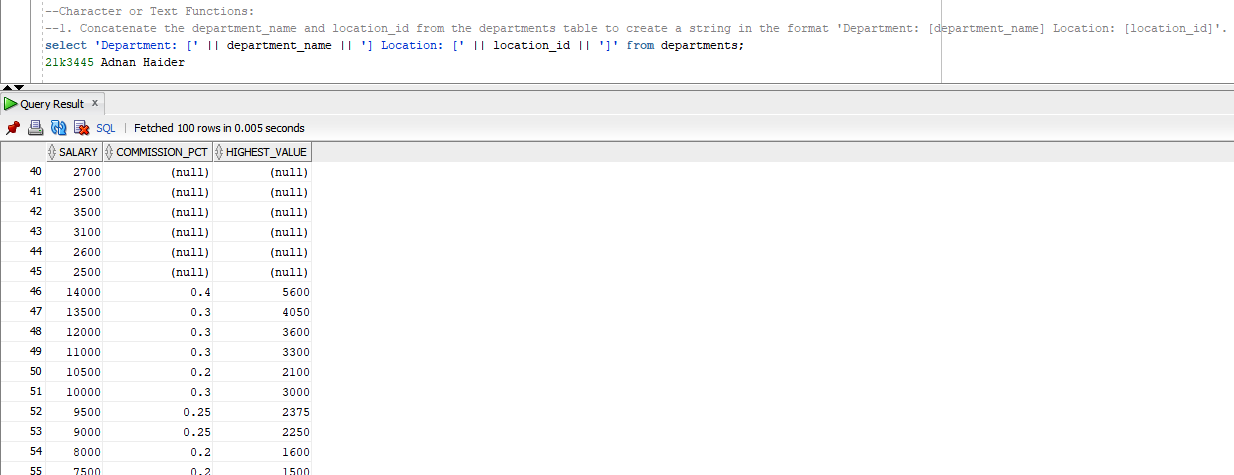 --Character or Text Functions:
--1. Concatenate the department_name and location_id from the departments table to create a string in the format 'Department: [department_name] Location: [location_id]'.
select 'Department: [' || department_name || '] Location: [' || location_id || ']' from departments;
21k3445 Adnan Haider
Query Result x
SQL | Fetched 100 rows in 0.005 seconds
SALARY COMMISSION_PCT HIGHEST_VALUE
40 2700 (null) (null)
41 2500 (null) (null)
42 3500 (null) (null)
43 3100 (null) (null)
44 2600 (null) (null)
45 2500 (null) (null)
46 14000 0.4 5600
47 13500 0.3 4050
48 12000 0.3 3600
49 11000 0.3 3300
50 10500 0.2 2100
51 10000 0.3 3000
52 9500 0.25 2375
53 9000 0.25 2250
54 8000 0.2 1600
55 7500 0.2 1500